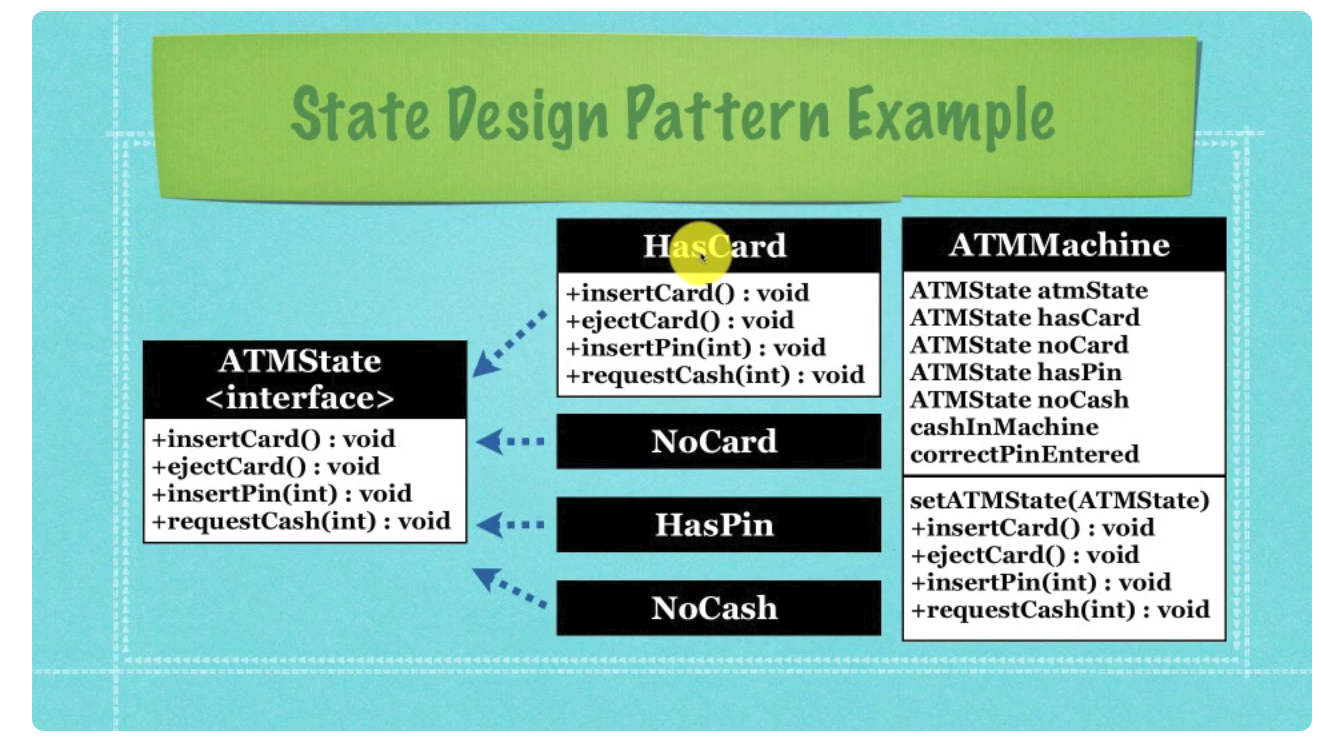 State Design Pattern Example
ATMState
<interface>
+insertCard() : void
+ejectCard() : void
+insertPin(int) : void
+requestCash(int) : void
HasCard
+insertCard() : void
+ejectCard() : void
+insertPin(int) : void
+requestCash(int) : void
NoCard
HasPin
NoCash
ATMMachine
ATMState atmState
ATMState hasCard
ATMState noCard
ATMState hasPin
ATMState noCash
cashInMachine
correctPinEntered
setATMState(ATMState)
+insertCard() : void
+ejectCard() : void
+insertPin(int) : void
+requestCash(int) : void